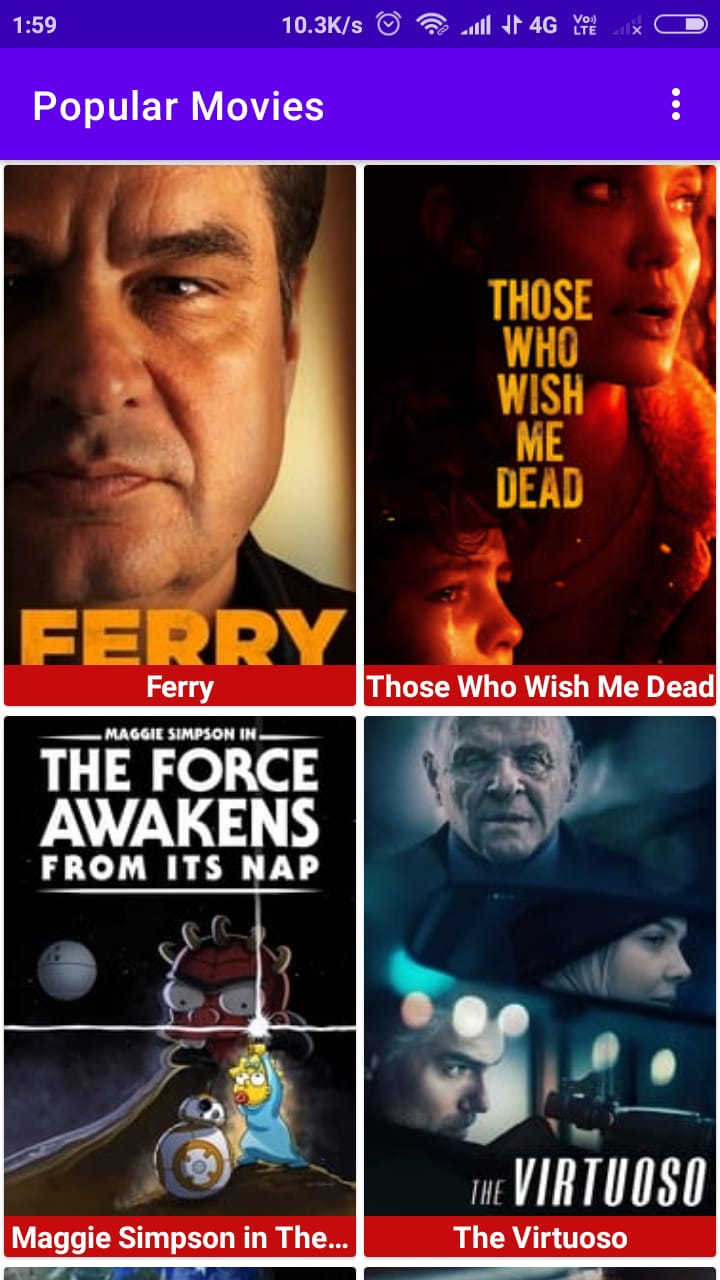 1:59
10.3K/s
4G
Vo))
LTE
Popular Movies
FERRY
Ferry
THOSE
WHO
WISH
ME
DEAD
Those Who Wish Me Dead
MAGGIE SIMPSON IN
THE FORCE
AWAKENS
FROM ITS NAP
Maggie Simpson in The...
THE VIRTUOSO
The Virtuoso